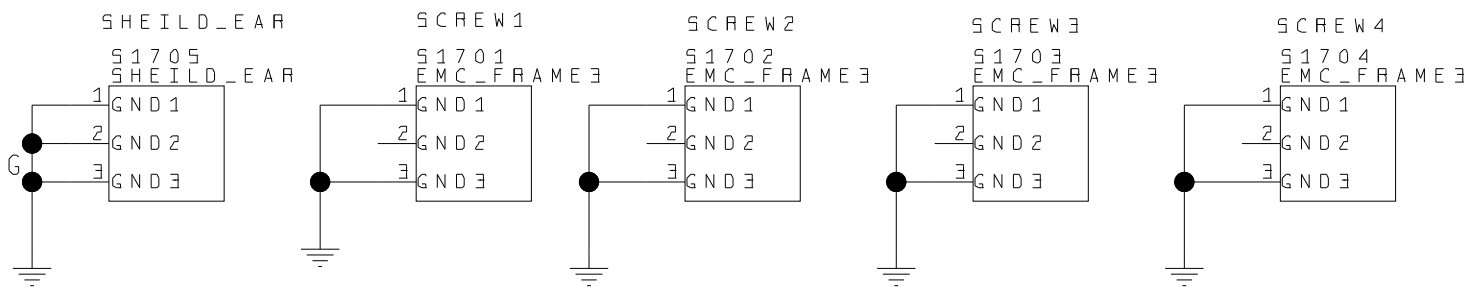 SHEILD_EAR
S1705
SHEILD_EAR
1 GND1
2 GND2
G
3 GND3
SCREW1
S1701
EMC_FRAME3
1 GND1
2 GND2
3 GND3
SCREW2
S1702
EMC_FRAME3
1 GND1
2 GND2
3 GND3
SCREW3
S1703
EMC_FRAME3
1 GND1
2 GND2
3 GND3
SCREW4
S1704
EMC_FRAME3
1 GND1
2 GND2
3 GND3